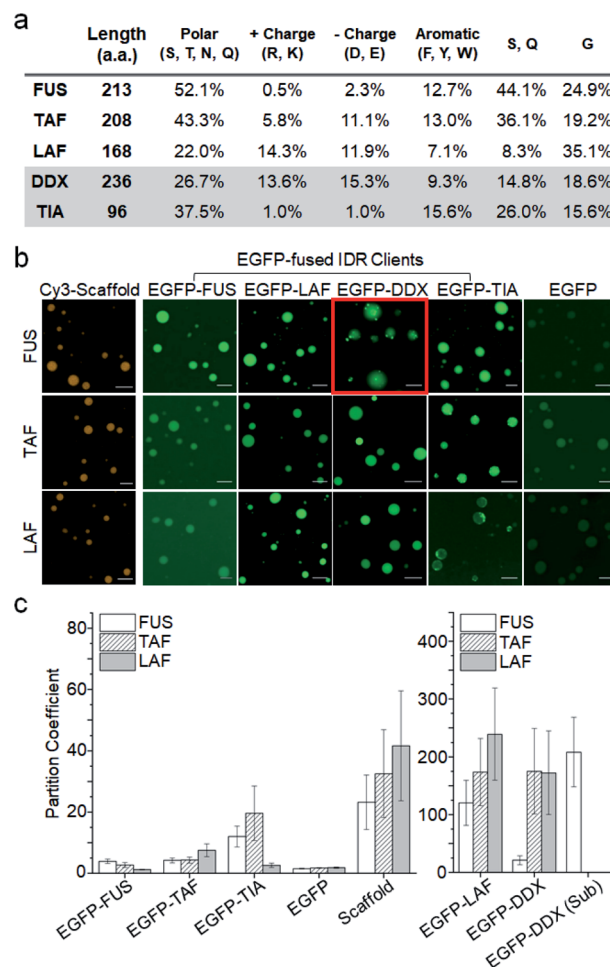 a
Length (a.a.) Polar (S, T, N, Q) + Charge (R, K) - Charge (D, E) Aromatic (F, Y, W) S, Q G
FUS 213 52.1% 0.5% 2.3% 12.7% 44.1% 24.9%
TAF 208 43.3% 5.8% 11.1% 13.0% 36.1% 19.2%
LAF 168 22.0% 14.3% 11.9% 7.1% 8.3% 35.1%
DDX 236 26.7% 13.6% 15.3% 9.3% 14.8% 18.6%
TIA 96 37.5% 1.0% 1.0% 15.6% 26.0% 15.6%
b
EGFP-fused IDR Clients
Cy3-Scaffold EGFP-FUS EGFP-LAF EGFP-DDX EGFP-TIA EGFP
FUS
TAF
LAF
c
Partition Coefficient
80
60
40
20
0
FUS
TAF
LAF
EGFP-FUS
EGFP-TAF
EGFP-TIA
EGFP
Scaffold
400
300
200
100
0
FUS
TAF
LAF
EGFP-LAF
EGFP-DDX
EGFP-DDX (Sub)